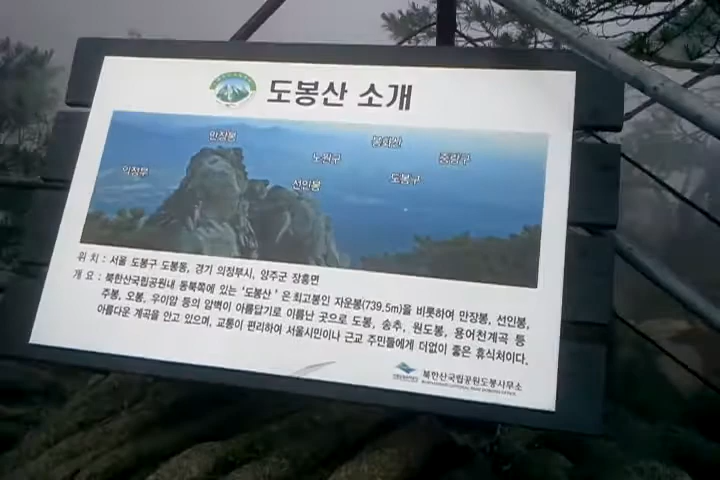 도봉산 소개
만장봉
봉화산
노원구
중랑구
의정부
선인봉
도봉구
위 치 : 서울 도봉구 도봉동, 경기 의정부시, 양주군 장흥면
개 요 : 북한산국립공원내 동북쪽에 있는 '도봉산 ' 은 최고봉인 자운봉(739.5m)을 비롯하여 만장봉, 선인봉,
주봉, 오봉, 우이암 등의 암벽이 아름답기로 이름난 곳으로 도봉, 송추, 원도봉, 용어천계곡 등
아름다운 계곡을 안고 있으며, 교통이 편리하여 서울시민이나 근교 주민들에게 더없이 좋은 휴식처이다.
북한산국립공원도봉사무소